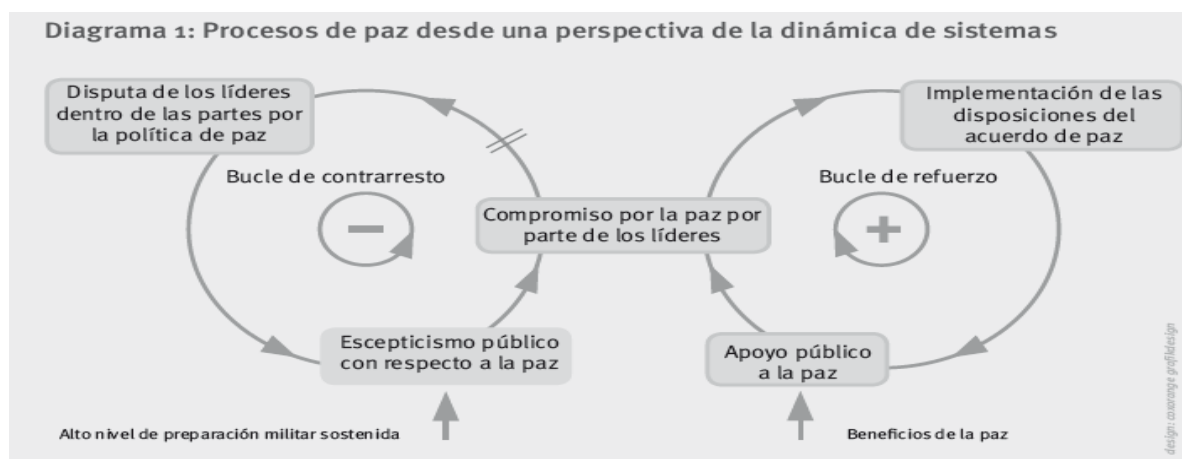 Diagrama 1: Procesos de paz desde una perspectiva de la dinámica de sistemas
Disputa de los líderes
dentro de las partes por
la política de paz
Implementación de las
disposiciones del
acuerdo de paz
Bucle de contrarresto
Bucle de refuerzo
Compromiso por la paz por
parte de los líderes
Escepticismo público
con respecto a la paz
Apoyo público
a la paz
Alto nivel de preparación militar sostenida
Beneficios de la paz
design: